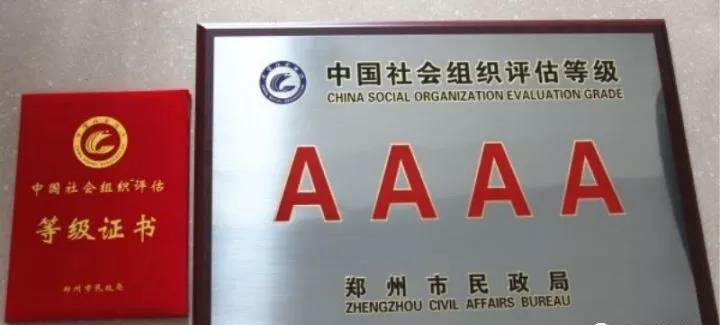 中国社会组织评估
等级证书
郑州市民政局
中国社会组织评估等级
CHINA SOCIAL ORGANIZATION EVALUATION GRADE
AAAA
郑州市民政局
ZHENGZHOU CIVIL AFFAIRS BUREAU